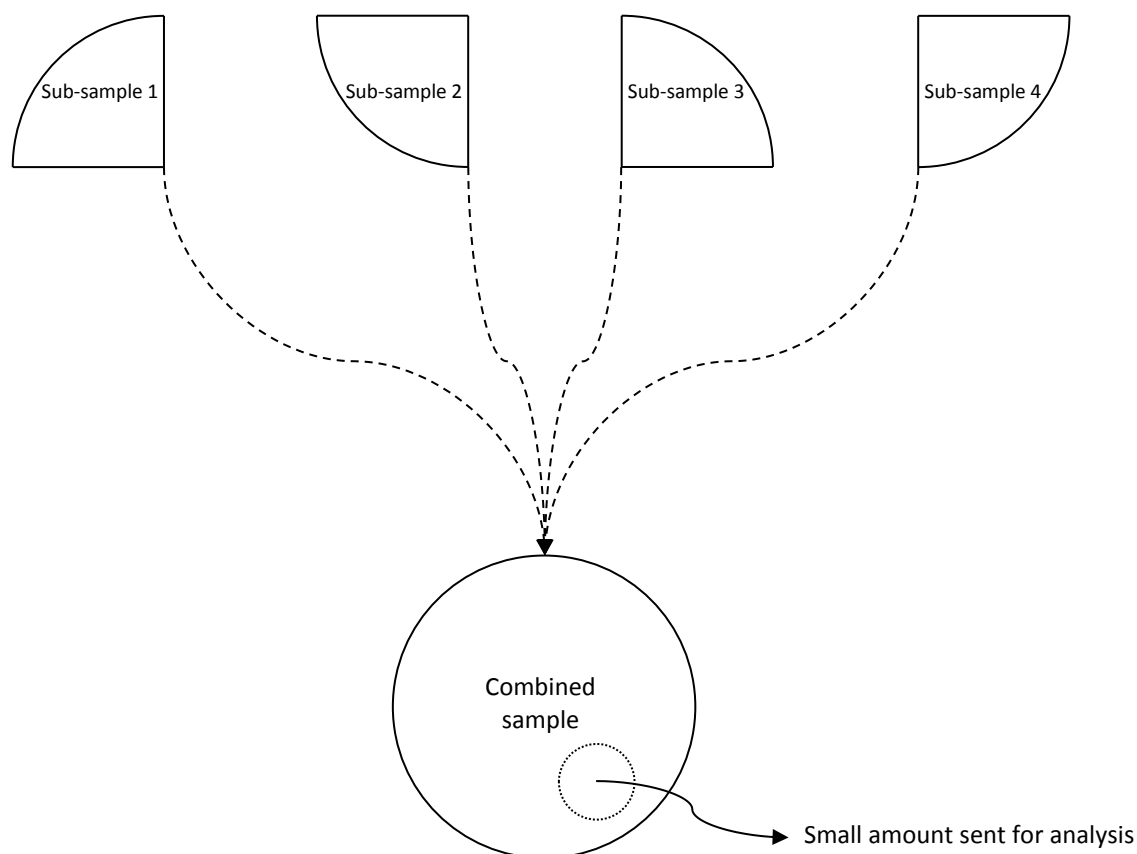 Sub-sample 1
Sub-sample 2
Sub-sample 3
Sub-sample 4
Combined
sample
Small amount sent for analysis